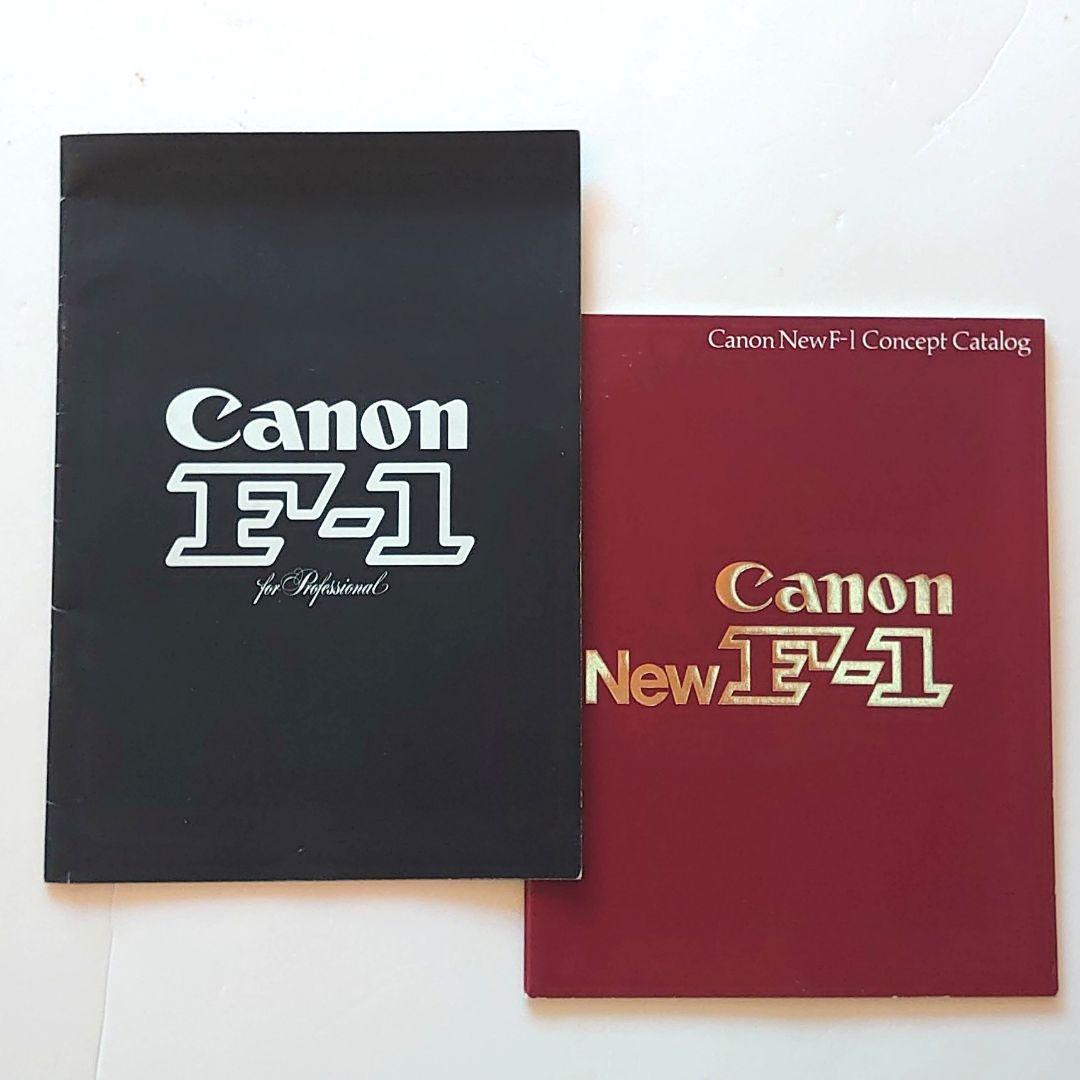 Canon
F-1
for Professional
Canon New F-1 Concept Catalog
Canon
New F-1